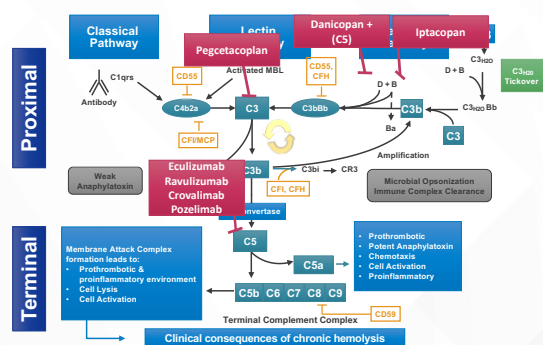 Proximal
Classical
Pathway
Lectin
Danicopan +
(C5)
Iptacopan
Pegcetacoplan
C1qrs
Antibody
CD55
Activated MBL
C4b2a
CFI/MCP
C3
CD55,
CFH
C3bBb
D + B
Ba
C3b
C3H2O
D + B
C3H2O Bb
C3
C3H2O
Tickover
Amplification
Weak
Anaphylatoxin
Eculizumab
Ravulizumab
Crovalimab
Pozelimab
C3b
C3bi
CR3
CFI, CFH
Microbial Opsonization
Immune Complex Clearance
Terminal
C5
C5a
• Prothrombotic
• Potent Anaphylatoxin
• Chemotaxis
• Cell Activation
• Proinflammatory
Membrane Attack Complex
formation leads to:
• Prothrombotic &
proinflammatory environment
• Cell Lysis
• Cell Activation
C5b C6 C7 C8 C9
CD59
Terminal Complement Complex
Clinical consequences of chronic hemolysis